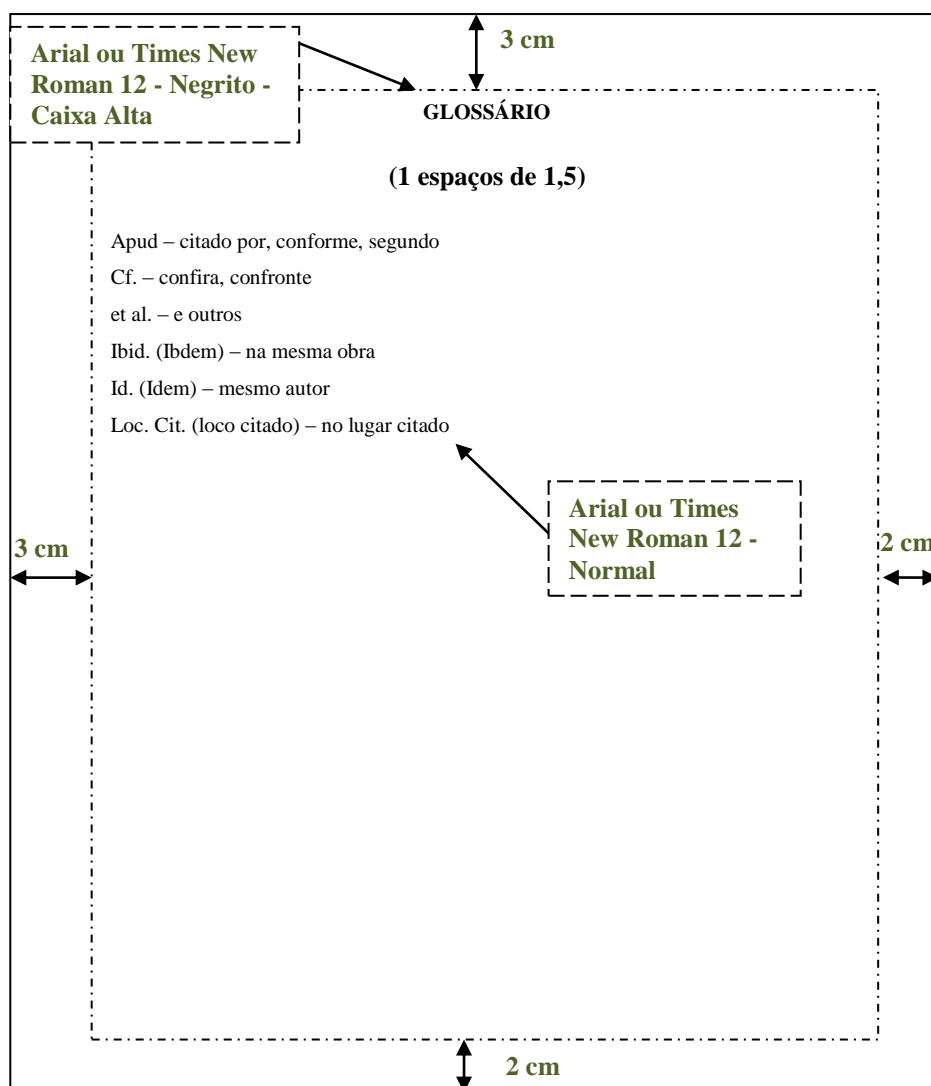 3 cm
Arial ou Times New
Roman 12 - Negrito -
Caixa Alta
GLOSSÁRIO
(1 espaços de 1,5)
Apud – citado por, conforme, segundo
Cf. – confira, confronte
et al. – e outros
Ibid. (Ibdem) – na mesma obra
Id. (Idem) – mesmo autor
Loc. Cit. (loco citado) – no lugar citado
Arial ou Times
New Roman 12 -
Normal
3 cm
2 cm
2 cm